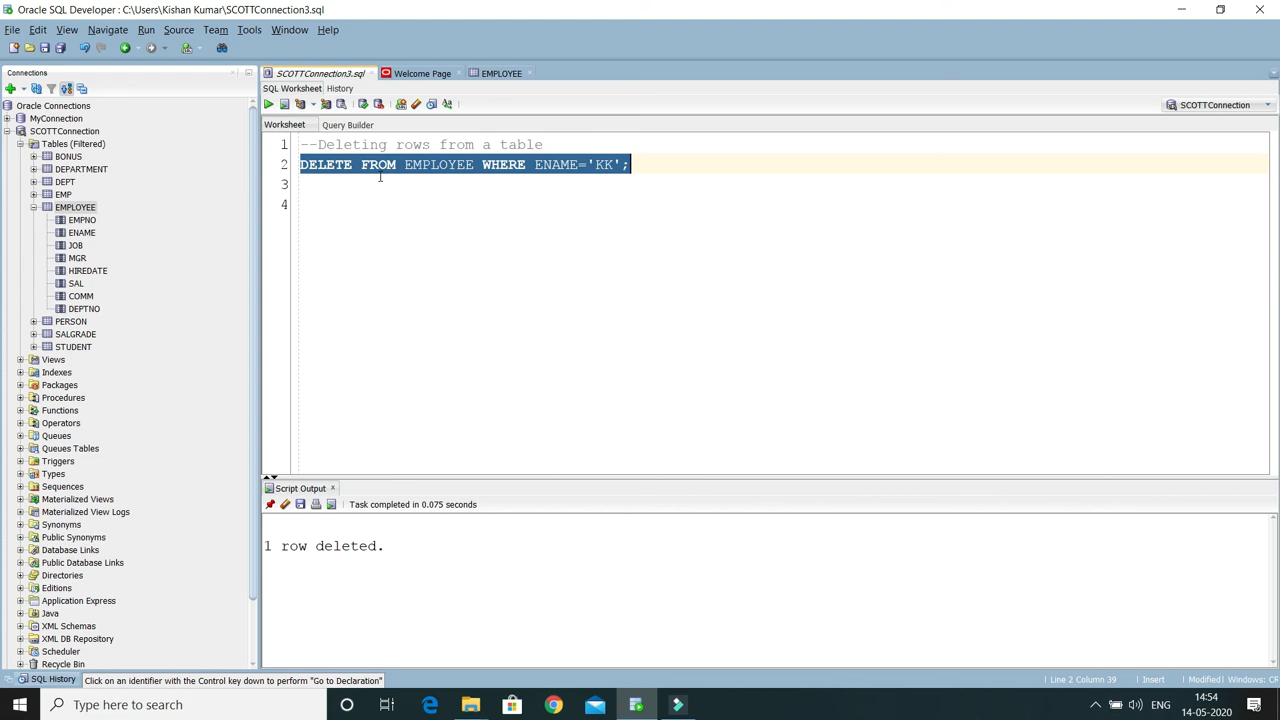 Oracle SQL Developer : C:\Users\Kishan Kumar\SCOTTConnection3.sql
File Edit View Navigate Run Source Team Tools Window Help
Connections
Oracle Connections
MyConnection
SCOTTConnection
Tables (Filtered)
BONUS
DEPARTMENT
DEPT
EMP
EMPLOYEE
EMPNO
ENAME
JOB
MGR
HIREDATE
SAL
COMM
DEPTNO
PERSON
SALGRADE
STUDENT
Views
Indexes
Packages
Procedures
Functions
Operators
Queues
Queues Tables
Triggers
Types
Sequences
Materialized Views
Materialized View Logs
Synonyms
Public Synonyms
Database Links
Public Database Links
Directories
Editions
Application Express
Java
XML Schemas
XML DB Repository
Scheduler
Recycle Bin
SCOTTConnection3.sql Welcome Page EMPLOYEE
SQL Worksheet History
SCOTTConnection
Worksheet Query Builder
1 --Deleting rows from a table
2 DELETE FROM EMPLOYEE WHERE ENAME='KK';
3
4
Script Output
Task completed in 0.075 seconds
1 row deleted.
SQL History Click on an identifier with the Control key down to perform "Go to Declaration" Line 2 Column 39 Insert Modified Windows: CR
Type here to search
ENG
14:54
14-05-2020